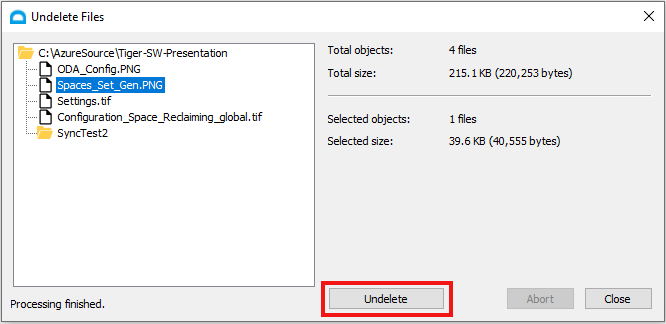 Undelete Files
C:\AzureSource\Tiger-SW-Presentation
ODA_Config.PNG
Spaces_Set_Gen.PNG
Settings.tif
Configuration_Space_Reclaiming_global.tif
SyncTest2
Total objects: 4 files
Total size: 215.1 KB (220,253 bytes)
Selected objects: 1 files
Selected size: 39.6 KB (40,555 bytes)
Processing finished.
Undelete
Abort
Close